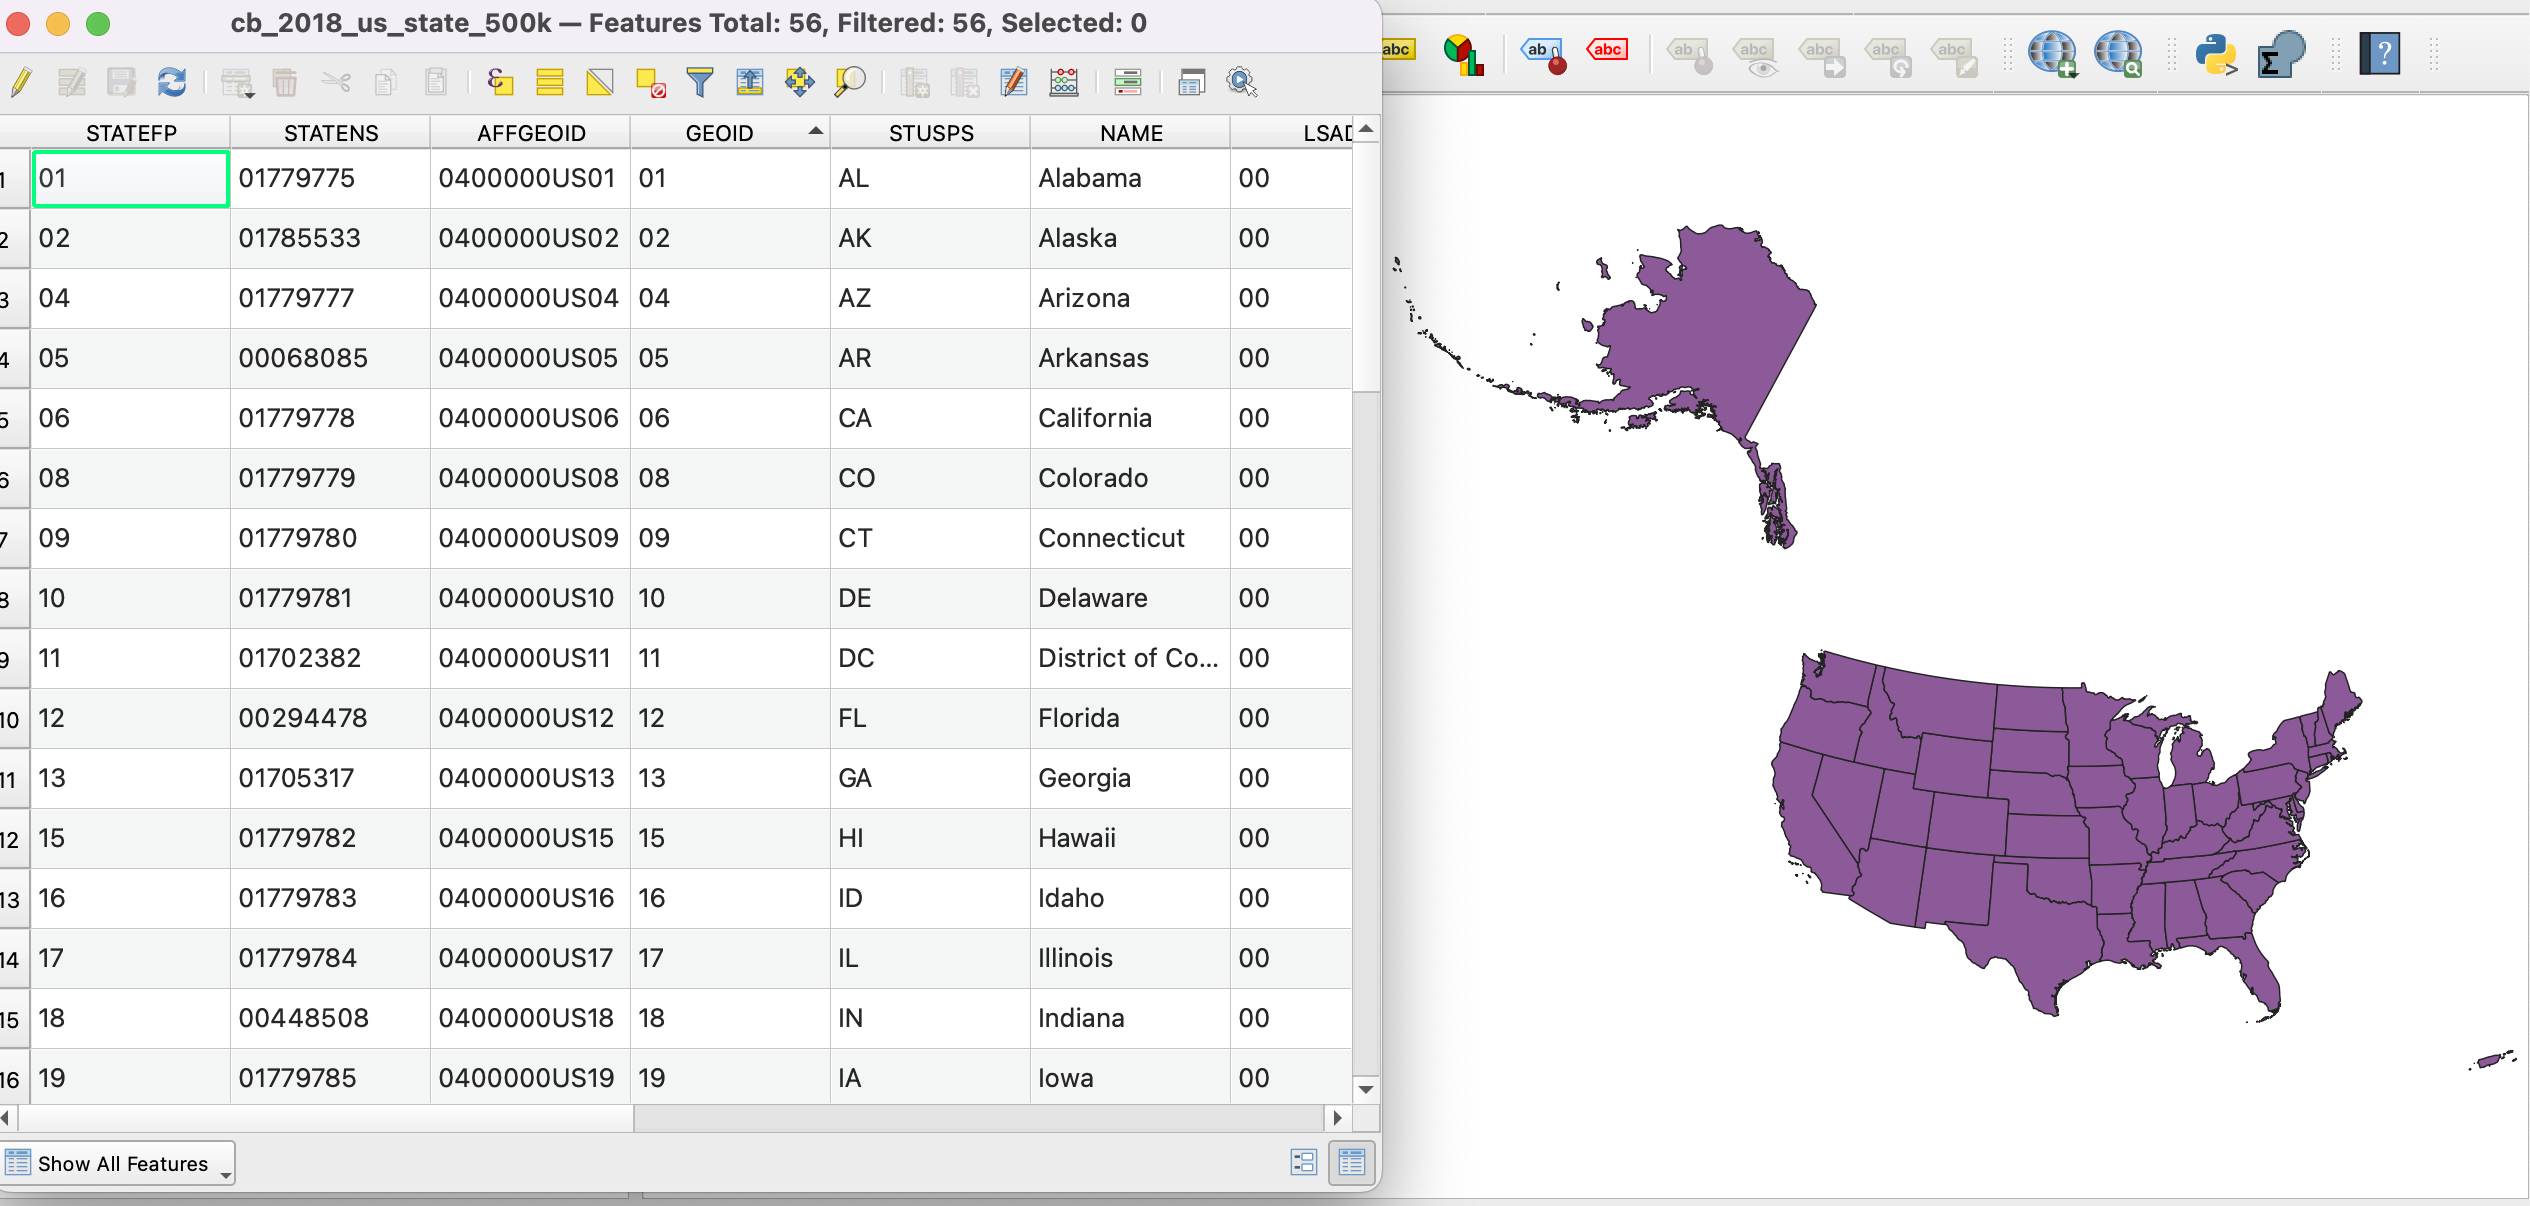 cb_2018_us_state_500k — Features Total: 56, Filtered: 56, Selected: 0
abc ab abc ab abc abc abc abc
STATEFP STATENS AFFGEOID GEOID STUSPS NAME LSAD
1 01 01779775 0400000US01 01 AL Alabama 00
2 02 01785533 0400000US02 02 AK Alaska 00
3 04 01779777 0400000US04 04 AZ Arizona 00
4 05 00068085 0400000US05 05 AR Arkansas 00
5 06 01779778 0400000US06 06 CA California 00
6 08 01779779 0400000US08 08 CO Colorado 00
7 09 01779780 0400000US09 09 CT Connecticut 00
8 10 01779781 0400000US10 10 DE Delaware 00
9 11 01702382 0400000US11 11 DC District of Co... 00
10 12 00294478 0400000US12 12 FL Florida 00
11 13 01705317 0400000US13 13 GA Georgia 00
12 15 01779782 0400000US15 15 HI Hawaii 00
13 16 01779783 0400000US16 16 ID Idaho 00
14 17 01779784 0400000US17 17 IL Illinois 00
15 18 00448508 0400000US18 18 IN Indiana 00
16 19 01779785 0400000US19 19 IA Iowa 00
Show All Features